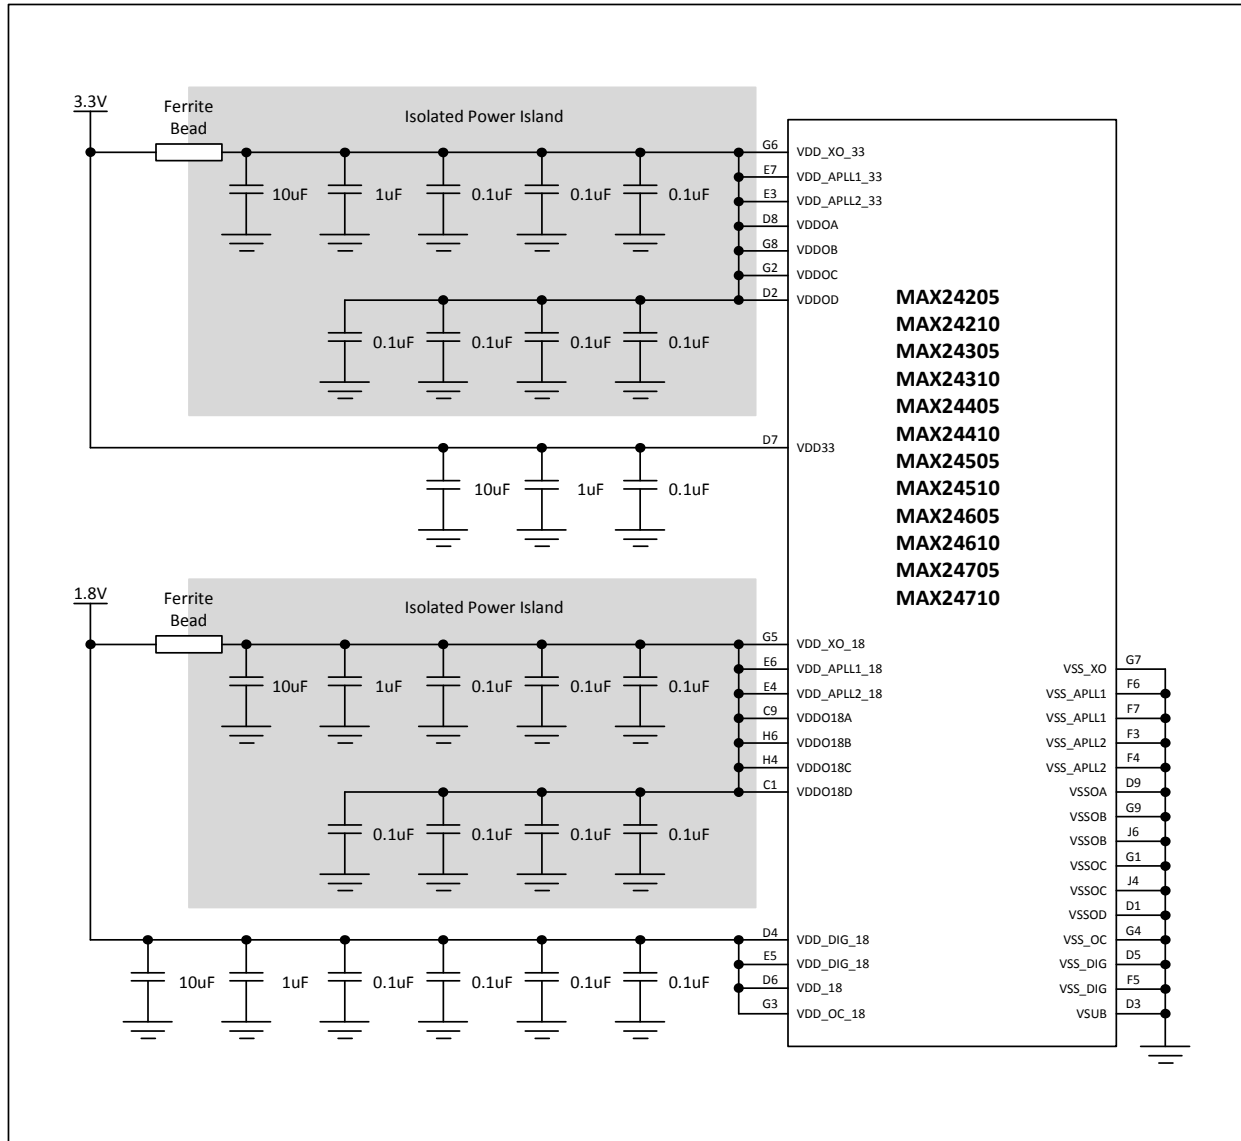 3.3V
Ferrite
Bead
Isolated Power Island
10uF 1uF 0.1uF 0.1uF 0.1uF
0.1uF 0.1uF 0.1uF 0.1uF
G6 VDD_XO_33
E7 VDD_APLL1_33
E3 VDD_APLL2_33
D8 VDDOA
G8 VDDOB
G2 VDDOC
D2 VDDOD
D7 VDD33
10uF 1uF 0.1uF
MAX24205
MAX24210
MAX24305
MAX24310
MAX24405
MAX24410
MAX24505
MAX24510
MAX24605
MAX24610
MAX24705
MAX24710
1.8V
Ferrite
Bead
Isolated Power Island
10uF 1uF 0.1uF 0.1uF 0.1uF
0.1uF 0.1uF 0.1uF 0.1uF
G5 VDD_XO_18
E6 VDD_APLL1_18
E4 VDD_APLL2_18
C9 VDDO18A
H6 VDDO18B
H4 VDDO18C
C1 VDDO18D
D4 VDD_DIG_18
E5 VDD_DIG_18
D6 VDD_18
G3 VDD_OC_18
10uF 1uF 0.1uF 0.1uF 0.1uF 0.1uF
VSS_XO G7
VSS_APLL1 F6
VSS_APLL1 F7
VSS_APLL2 F3
VSS_APLL2 F4
VSSOA D9
VSSOB G9
VSSOB J6
VSSOC G1
VSSOC J4
VSSOD D1
VSS_OC G4
VSS_DIG D5
VSS_DIG F5
VSUB D3